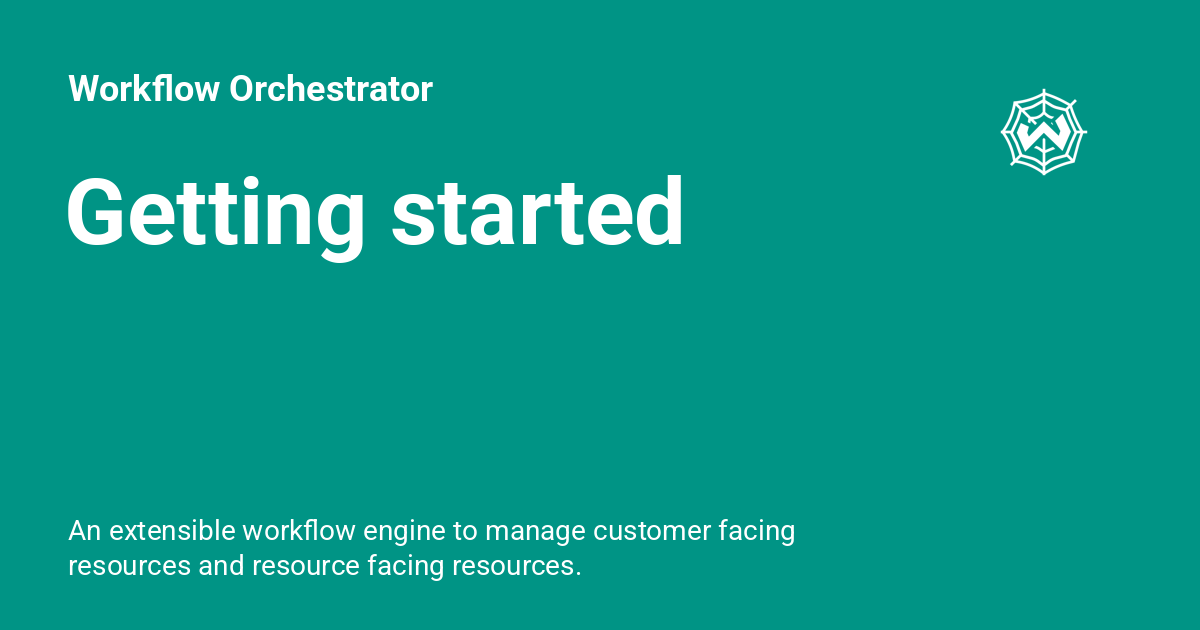 Workflow Orchestrator
W
Getting started
An extensible workflow engine to manage customer facing
resources and resource facing resources.